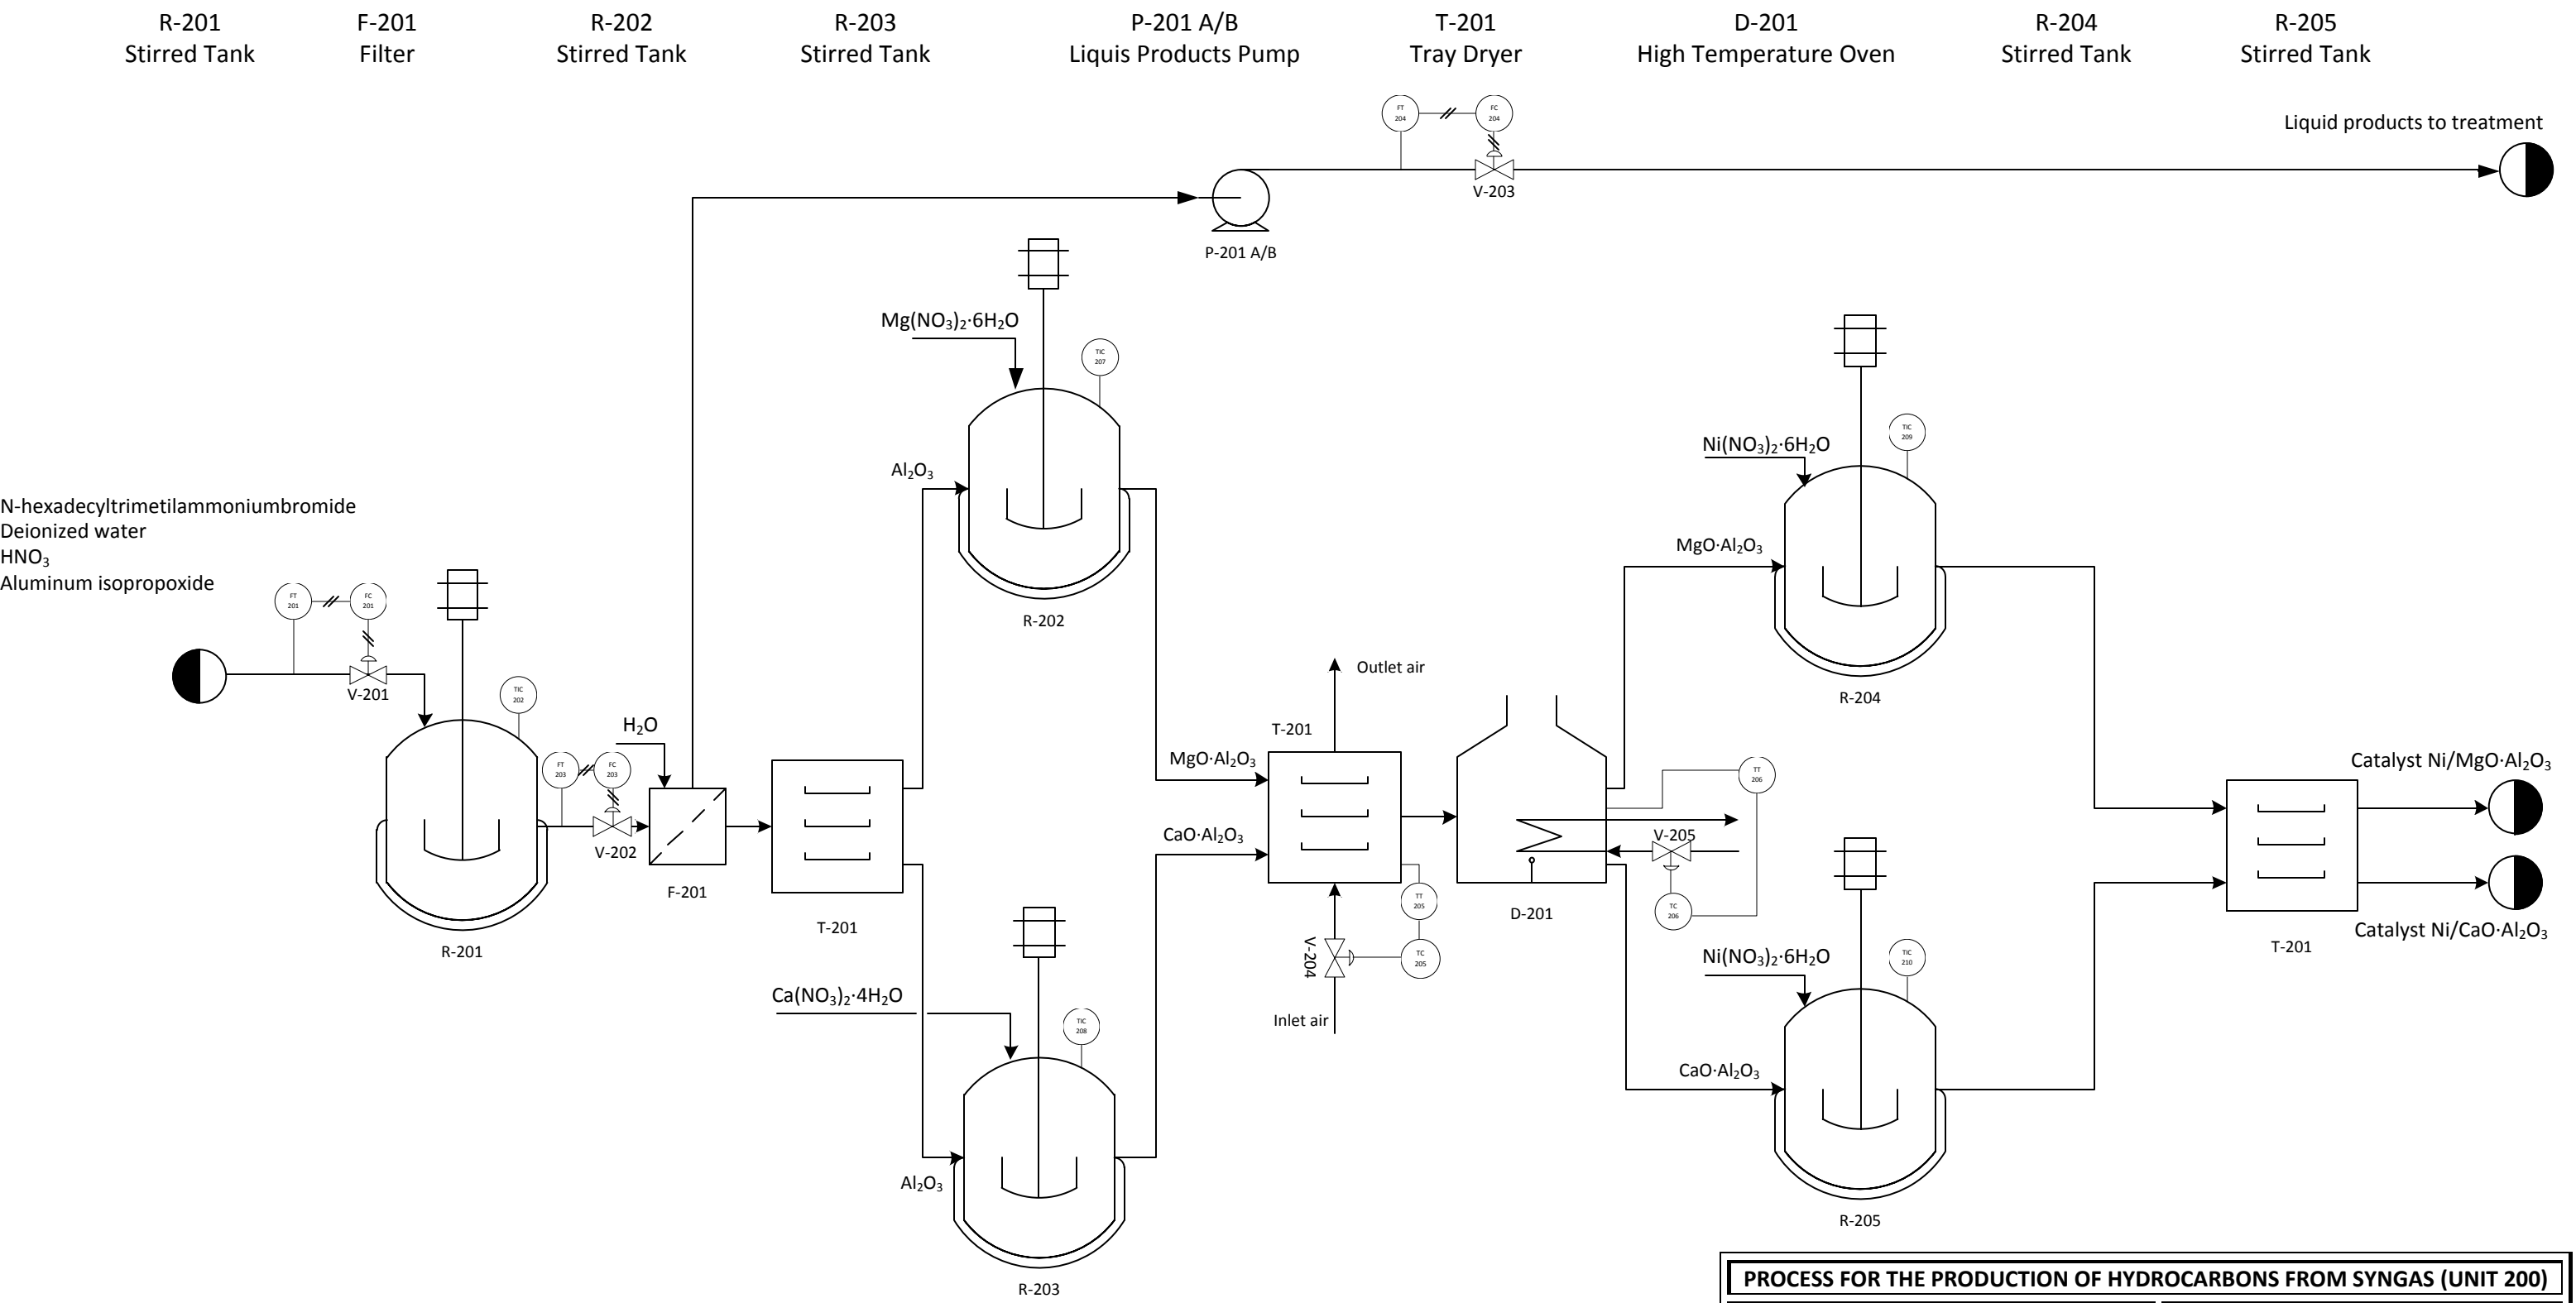 R-201
Stirred Tank
F-201
Filter
R-202
Stirred Tank
R-203
Stirred Tank
P-201 A/B
Liquis Products Pump
T-201
Tray Dryer
D-201
High Temperature Oven
R-204
Stirred Tank
R-205
Stirred Tank
FT
204
FC
204
Liquid products to treatment
V-203
P-201 A/B
Mg(NO₃)₂·6H₂O
TIC
207
Al₂O₃
R-202
Ni(NO₃)₂·6H₂O
TIC
209
MgO·Al₂O₃
R-204
N-hexadecyltrimetilammoniumbromide
Deionized water
HNO₃
Aluminum isopropoxide
FT
201
FC
201
V-201
TIC
202
R-201
FT
203
FC
203
V-202
H₂O
F-201
T-201
Outlet air
T-201
MgO·Al₂O₃
CaO·Al₂O₃
TT
205
TC
205
V-204
Inlet air
D-201
TT
206
V-205
TC
206
Catalyst Ni/MgO·Al₂O₃
Catalyst Ni/CaO·Al₂O₃
T-201
Ca(NO₃)₂·4H₂O
TIC
208
Al₂O₃
R-203
Ni(NO₃)₂·6H₂O
TIC
210
CaO·Al₂O₃
R-205
PROCESS FOR THE PRODUCTION OF HYDROCARBONS FROM SYNGAS (UNIT 200)